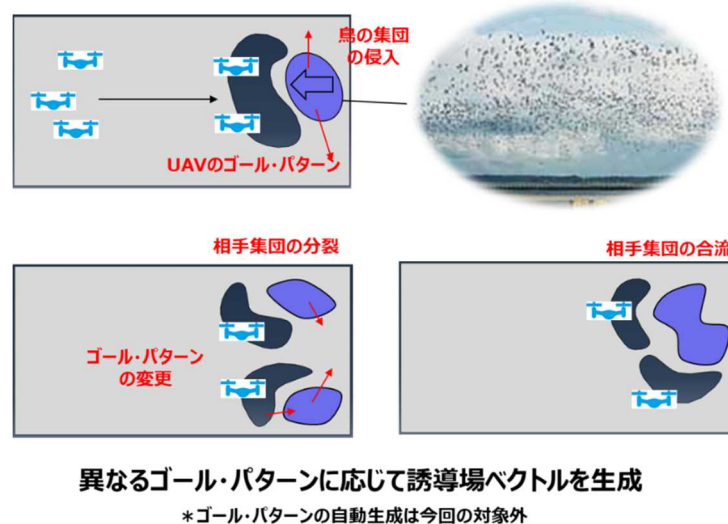 鳥の集団
の侵入
UAVのゴール・パターン
相手集団の分裂
相手集団の合流
ゴール・パターン
の変更
異なるゴール・パターンに応じて誘導場ベクトルを生成
＊ゴール・パターンの自動生成は今回の対象外